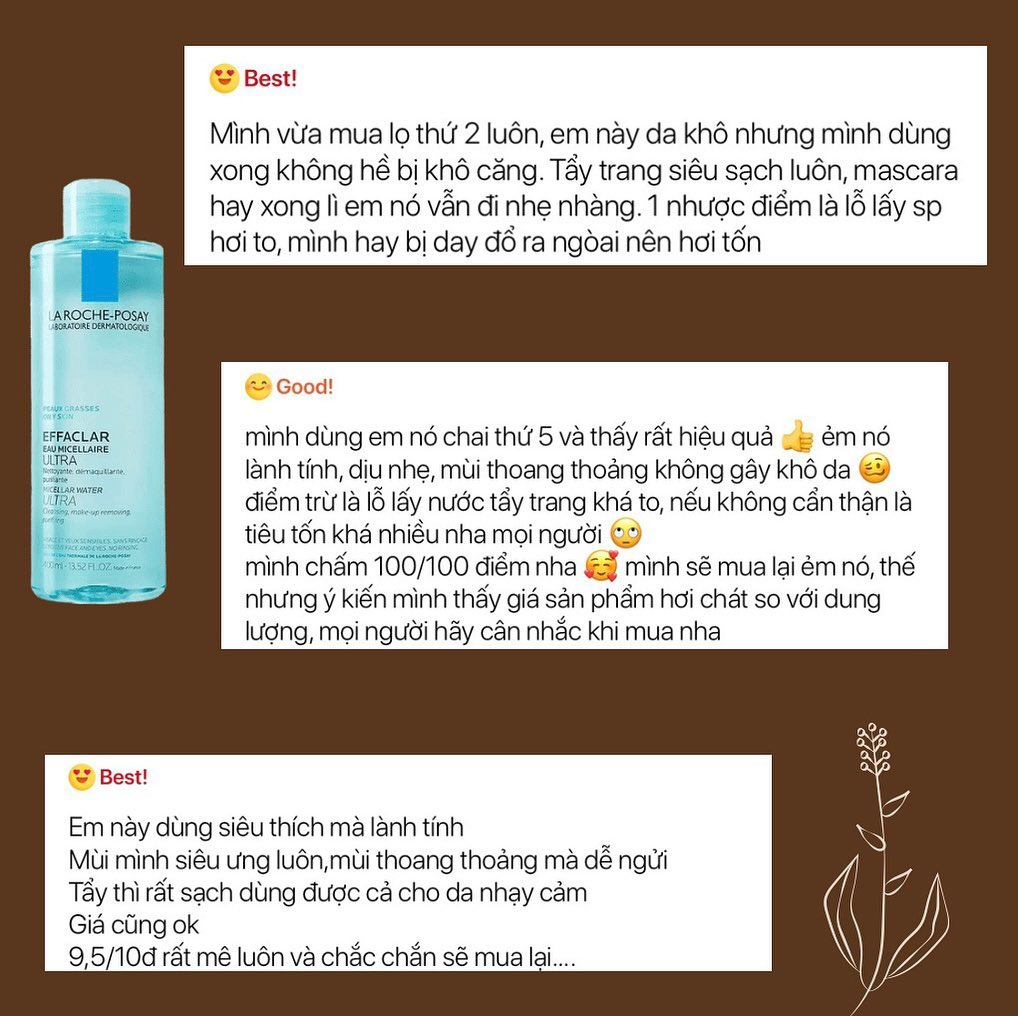 😍 Best!
Mình vừa mua lọ thứ 2 luôn, em này da khô nhưng mình dùng
xong không hề bị khô căng. Tẩy trang siêu sạch luôn, mascara
hay xong lì em nó vẫn đi nhẹ nhàng. 1 nhược điểm là lỗ lấy sp
hơi to, mình hay bị day đổ ra ngòai nên hơi tốn
LA ROCHE-POSAY
LABORATOIRE DERMATOLOGIQUE
PEAUX GRASSES
OILY SKIN
EFFACLAR
EAU MICELLAIRE
ULTRA
Nettoyante, démaquillante,
purifiante
MICELLAR WATER
ULTRA
Cleansing, make-up removing,
purifying
VISAGE ET YEUX SENSIBLES, SANS RINÇAGE
SENSITIVE FACE AND EYES, NO RINSING
THERMALE DE LA ROCHE-POSAY
400ml - 13.52 FL.OZ. Made in France
😊 Good!
mình dùng em nó chai thứ 5 và thấy rất hiệu quả 👍 ẻm nó
lành tính, dịu nhẹ, mùi thoang thoảng không gây khô da 🥴
điểm trừ là lỗ lấy nước tẩy trang khá to, nếu không cẩn thận là
tiêu tốn khá nhiều nha mọi người 🙄
mình chấm 100/100 điểm nha 🥰 mình sẽ mua lại ẻm nó, thế
nhưng ý kiến mình thấy giá sản phẩm hơi chát so với dung
lượng, mọi người hãy cân nhắc khi mua nha
😍 Best!
Em này dùng siêu thích mà lành tính
Mùi mình siêu ưng luôn,mùi thoang thoảng mà dễ ngửi
Tẩy thì rất sạch dùng được cả cho da nhạy cảm
Giá cũng ok
9,5/10đ rất mê luôn và chắc chắn sẽ mua lại....